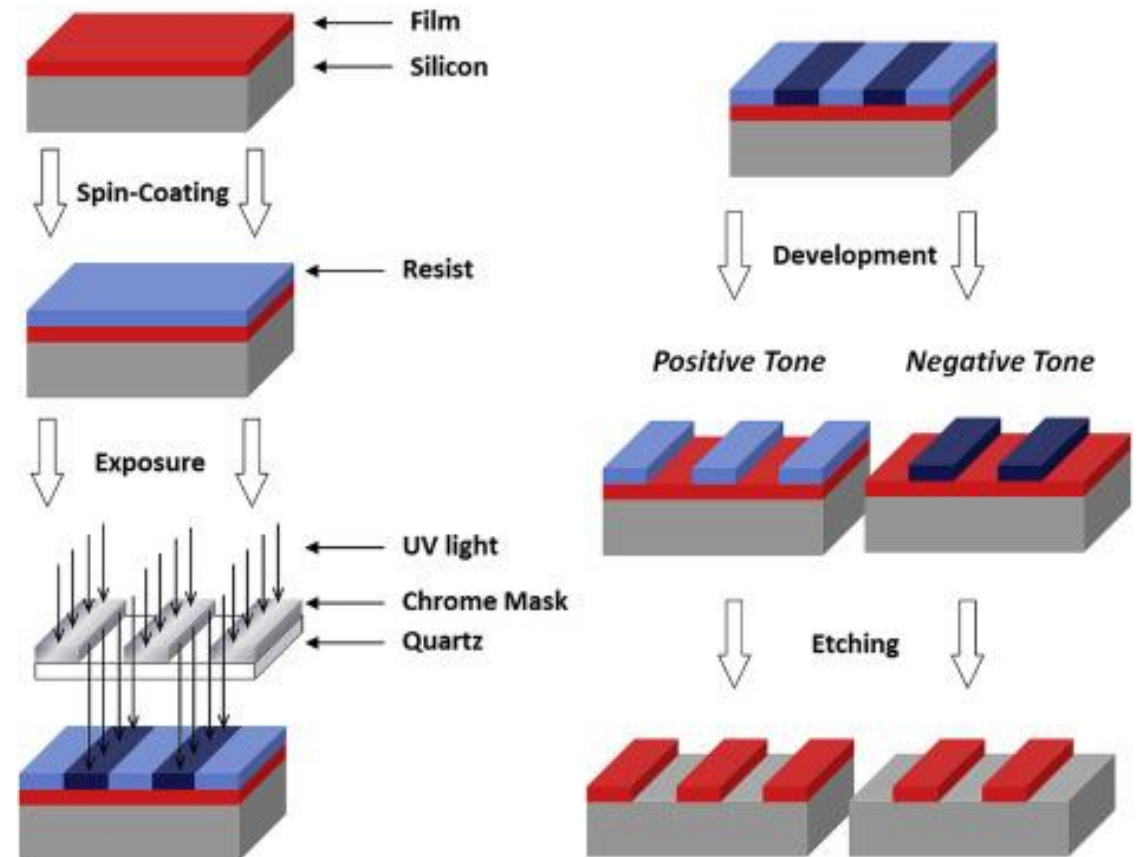 Film
Silicon
Spin-Coating
Resist
Exposure
UV light
Chrome Mask
Quartz
Development
Positive Tone
Negative Tone
Etching